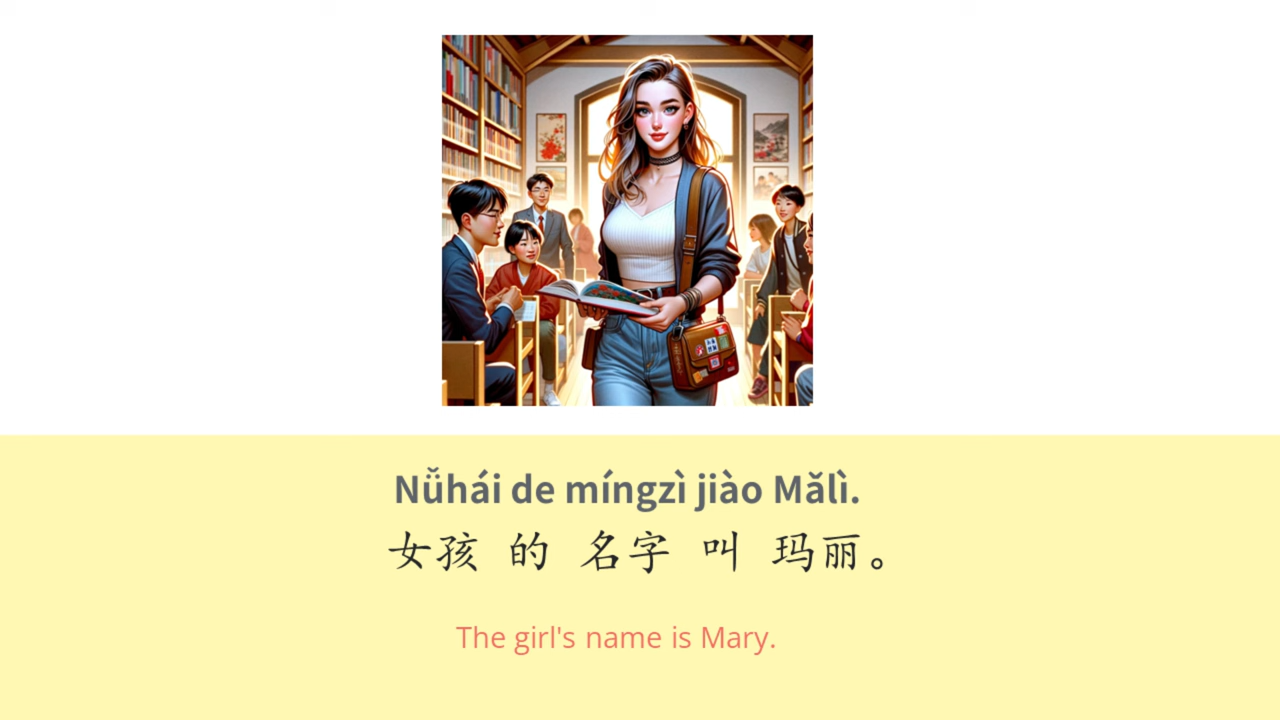 Nǚhái de míngzì jiào Mǎlì.
女孩 的 名字 叫 玛丽。
The girl's name is Mary.